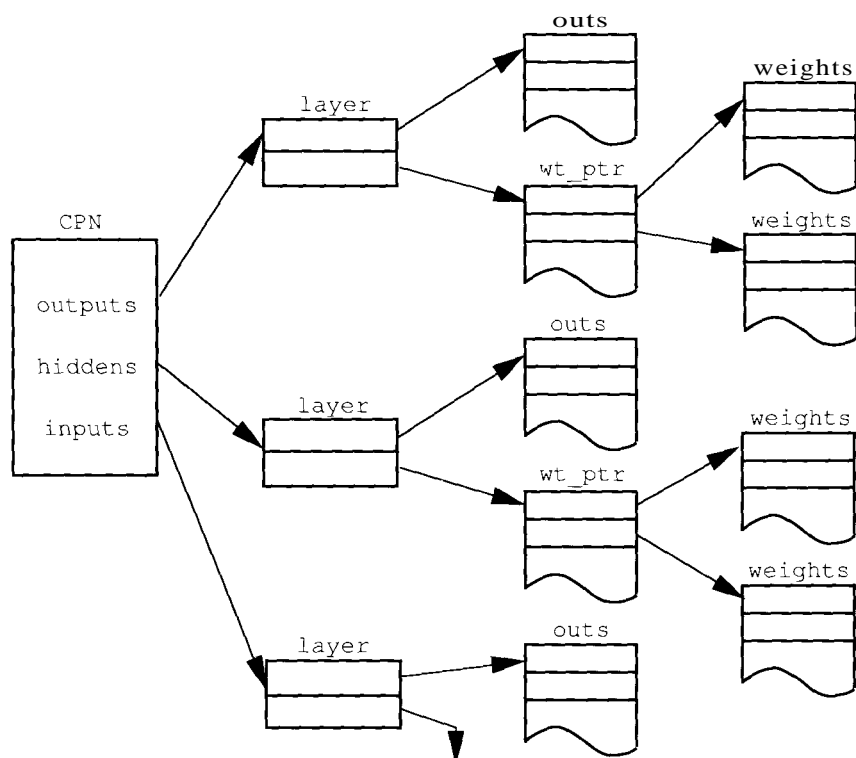 outs
weights
layer
wt_ptr
CPN
weights
outputs
outs
hiddens
layer
weights
inputs
wt_ptr
weights
layer
outs